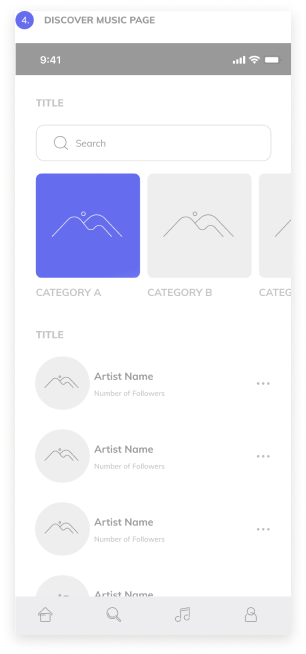 4. DISCOVER MUSIC PAGE
9:41
TITLE
Search
CATEGORY A CATEGORY B CATEG
TITLE
Artist Name
Number of Followers
Artist Name
Number of Followers
Artist Name
Number of Followers
Artist Name